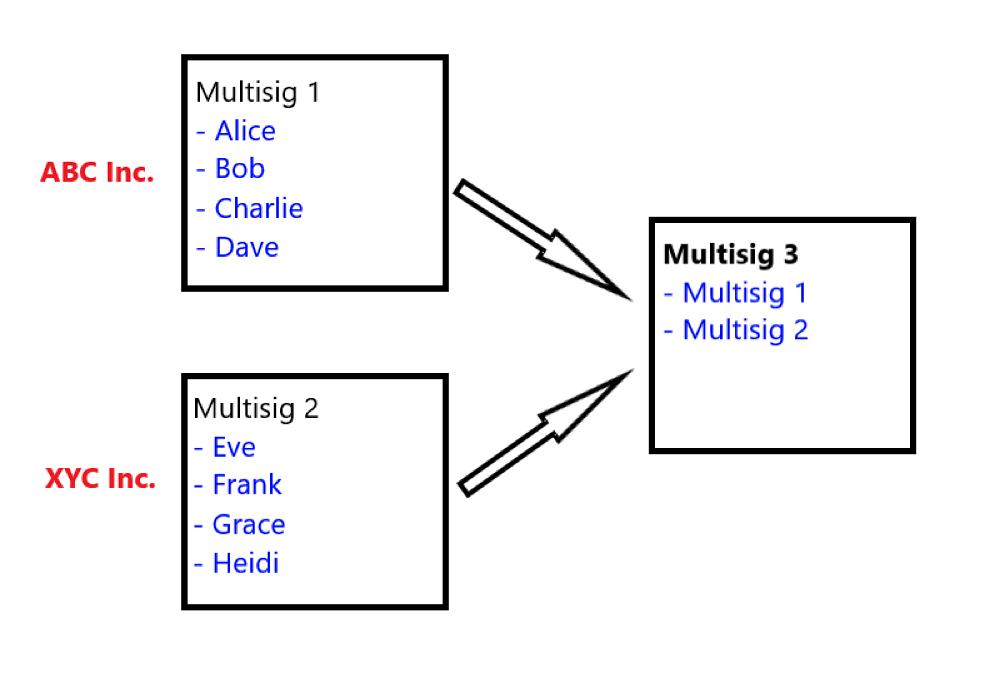 ABC Inc.
Multisig 1
- Alice
- Bob
- Charlie
- Dave
XYC Inc.
Multisig 2
- Eve
- Frank
- Grace
- Heidi
Multisig 3
- Multisig 1
- Multisig 2